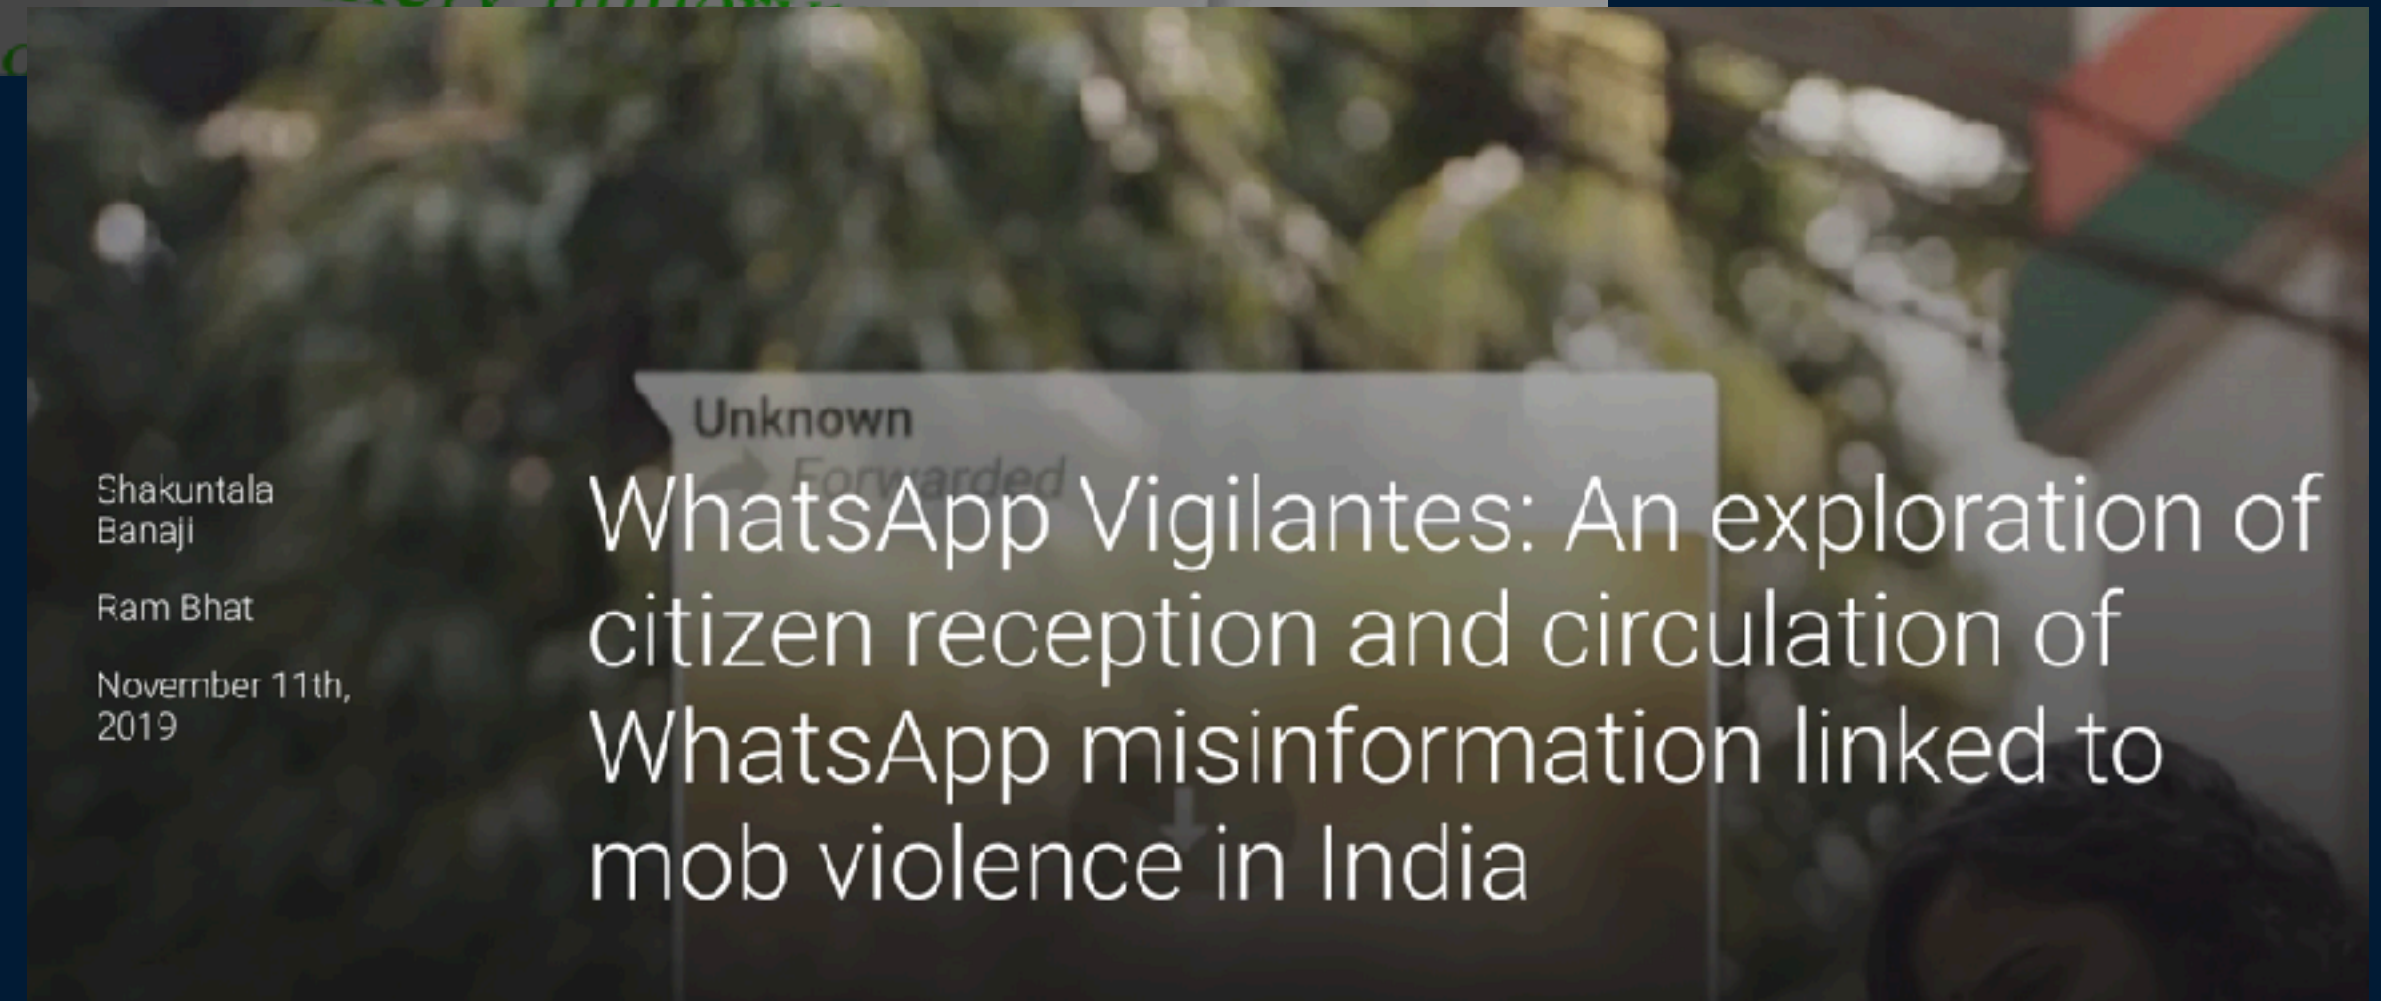 Unknown
Forwarded
Shakuntala
Banaji
Ram Bhat
November 11th,
2019
WhatsApp Vigilantes: An exploration of
citizen reception and circulation of
WhatsApp misinformation linked to
mob violence in India